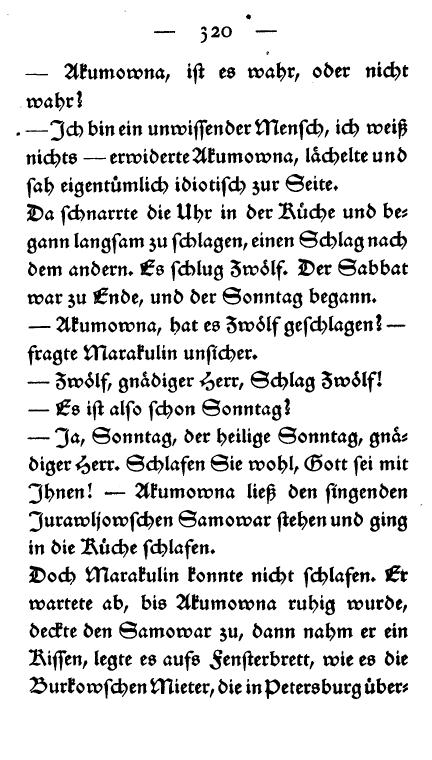 — 320 —
— Akumowna, ist es wahr, oder nicht
wahr?
— Ich bin ein unwissender Mensch, ich weiß
nichts — erwiderte Akumowna, lächelte und
sah eigentümlich idiotisch zur Seite.
Da schnarrte die Uhr in der Küche und be-
gann langsam zu schlagen, einen Schlag nach
dem andern. Es schlug Zwölf. Der Sabbat
war zu Ende, und der Sonntag begann.
— Akumowna, hat es Zwölf geschlagen? —
fragte Marakulin unsicher.
— Zwölf, gnädiger Herr, Schlag Zwölf!
— Es ist also schon Sonntag?
— Ja, Sonntag, der heilige Sonntag, gnä-
diger Herr. Schlafen Sie wohl, Gott sei mit
Ihnen! — Akumowna ließ den singenden
Jurawljowschen Samowar stehen und ging
in die Küche schlafen.
Doch Marakulin konnte nicht schlafen. Er
wartete ab, bis Akumowna ruhig wurde,
deckte den Samowar zu, dann nahm er ein
Kissen, legte es aufs Fensterbrett, wie es die
Burkowschen Mieter, die in Petersburg über-